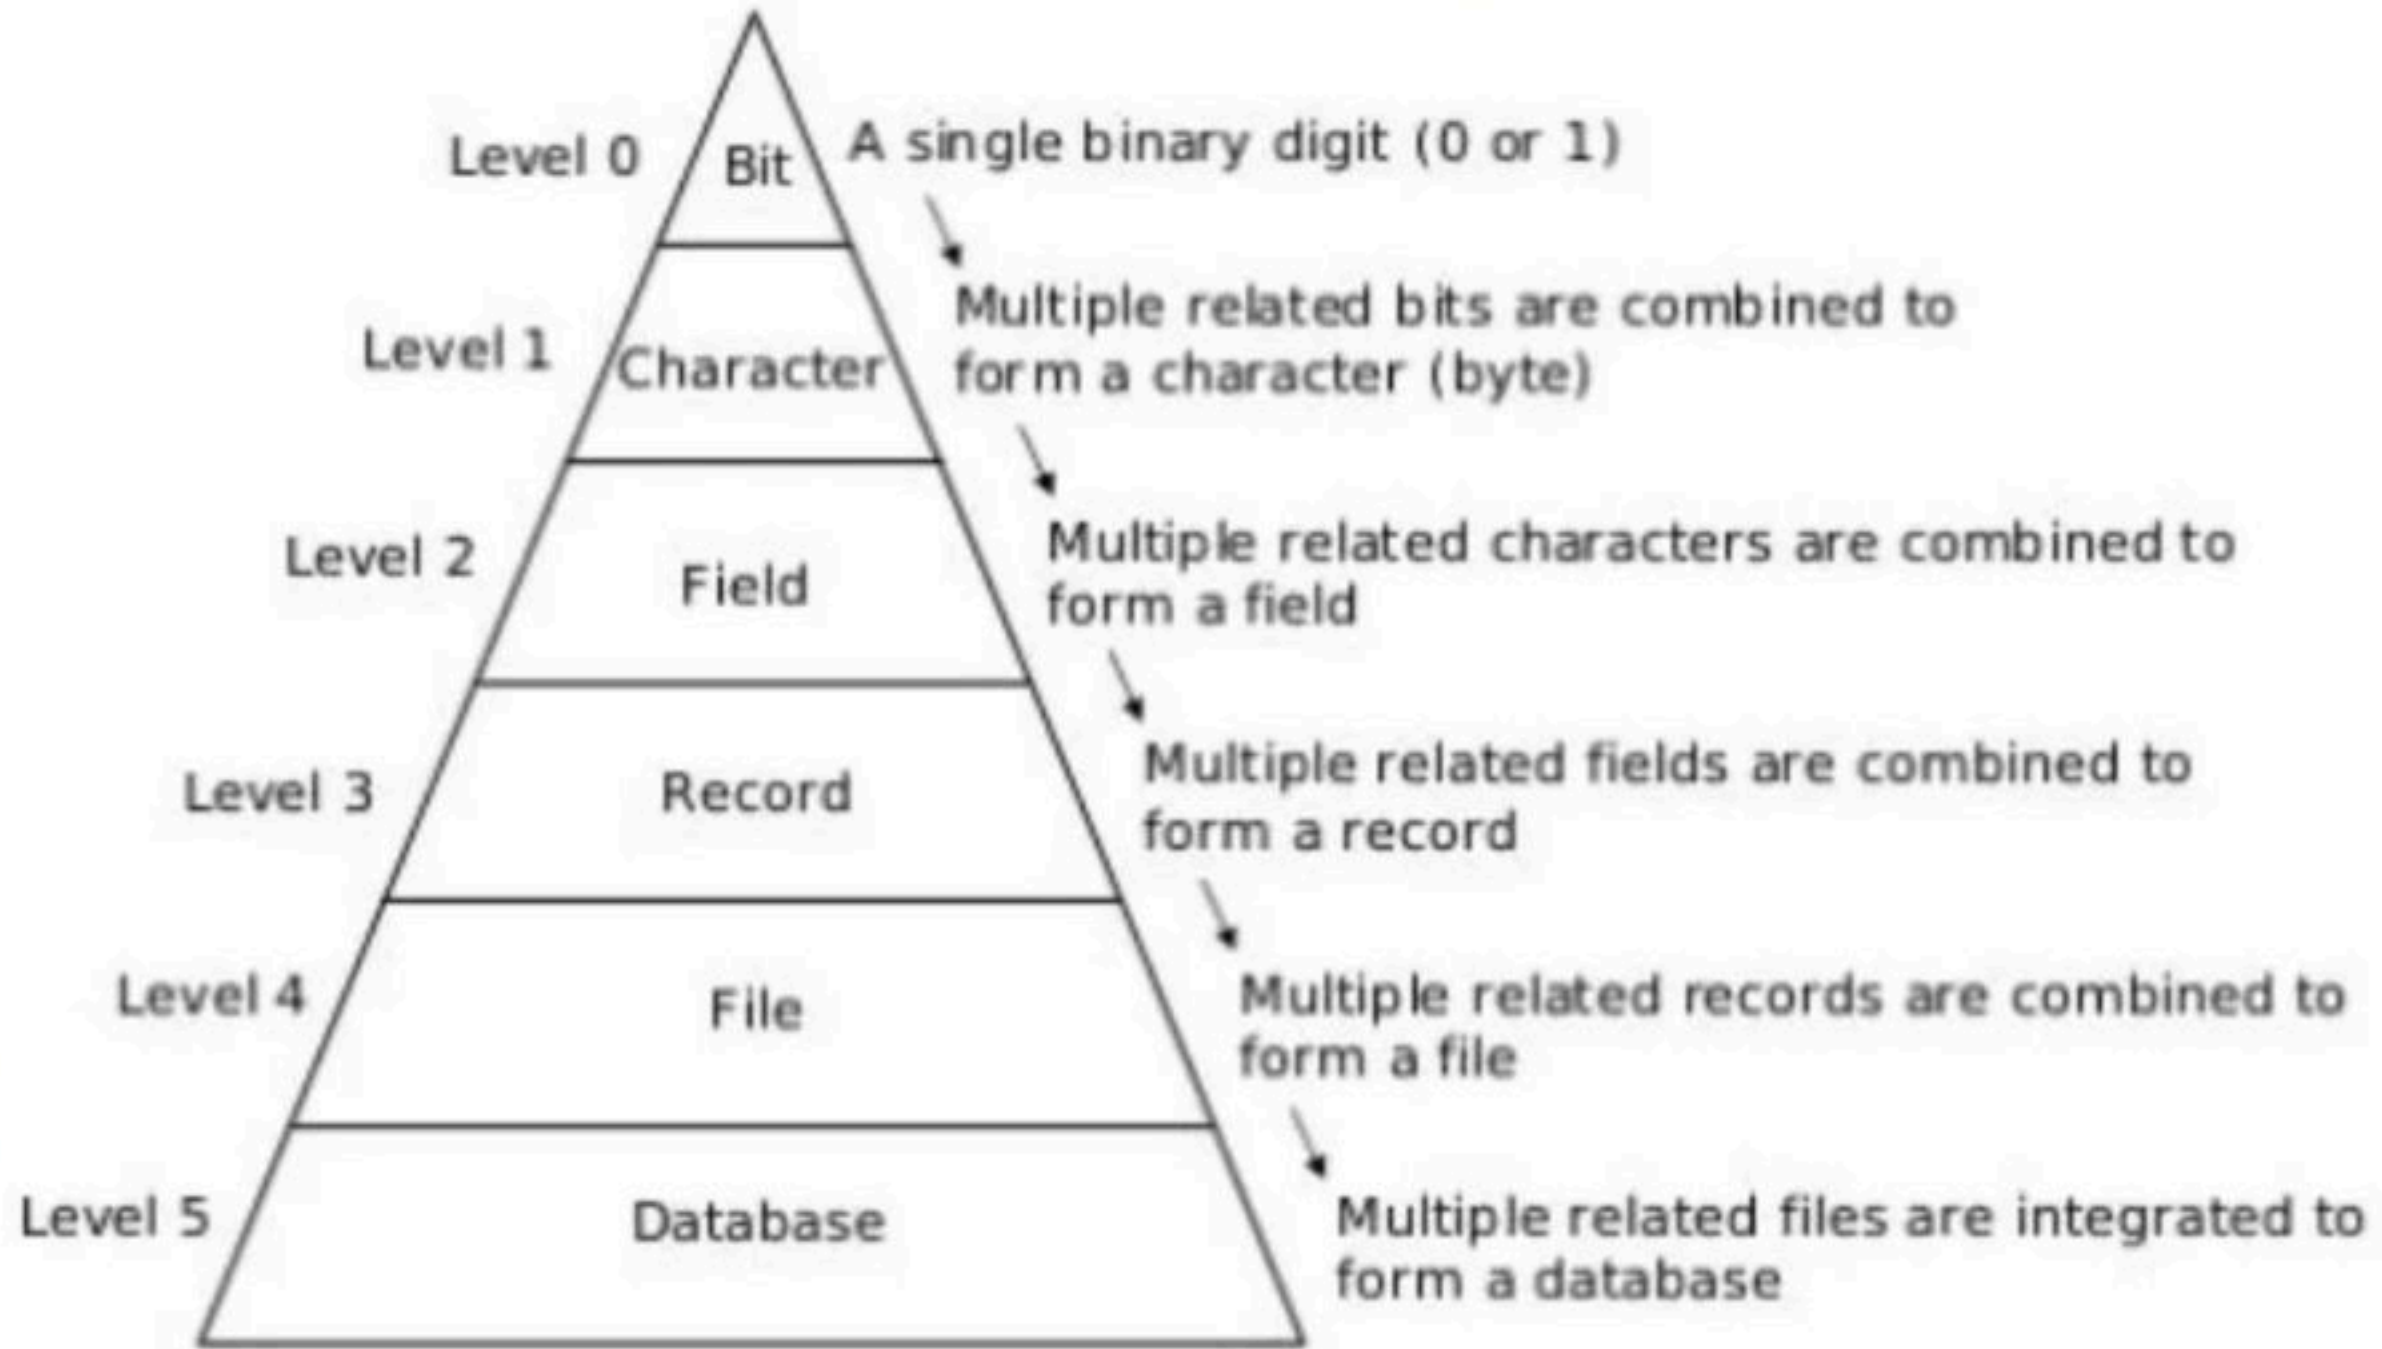 Level 0
Bit
A single binary digit (0 or 1)
Level 1
Character
Multiple related bits are combined to
form a character (byte)
Level 2
Field
Multiple related characters are combined to
form a field
Level 3
Record
Multiple related fields are combined to
form a record
Level 4
File
Multiple related records are combined to
form a file
Level 5
Database
Multiple related files are integrated to
form a database